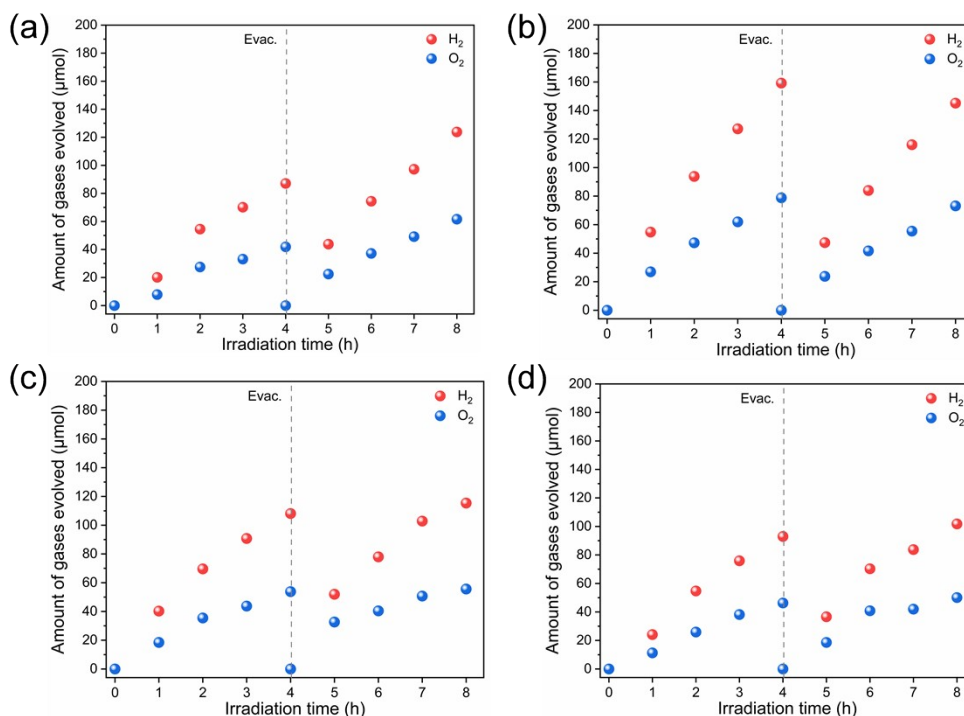 (a)
Amount of gases evolved (μmol)
200
180
160
140
120
100
80
60
40
20
0
Evac.
H₂
O₂
0 1 2 3 4 5 6 7 8
Irradiation time (h)
(b)
Amount of gases evolved (μmol)
200
180
160
140
120
100
80
60
40
20
0
Evac.
H₂
O₂
0 1 2 3 4 5 6 7 8
Irradiation time (h)
(c)
Amount of gases evolved (μmol)
200
180
160
140
120
100
80
60
40
20
0
Evac.
H₂
O₂
0 1 2 3 4 5 6 7 8
Irradiation time (h)
(d)
Amount of gases evolved (μmol)
200
180
160
140
120
100
80
60
40
20
0
Evac.
H₂
O₂
0 1 2 3 4 5 6 7 8
Irradiation time (h)